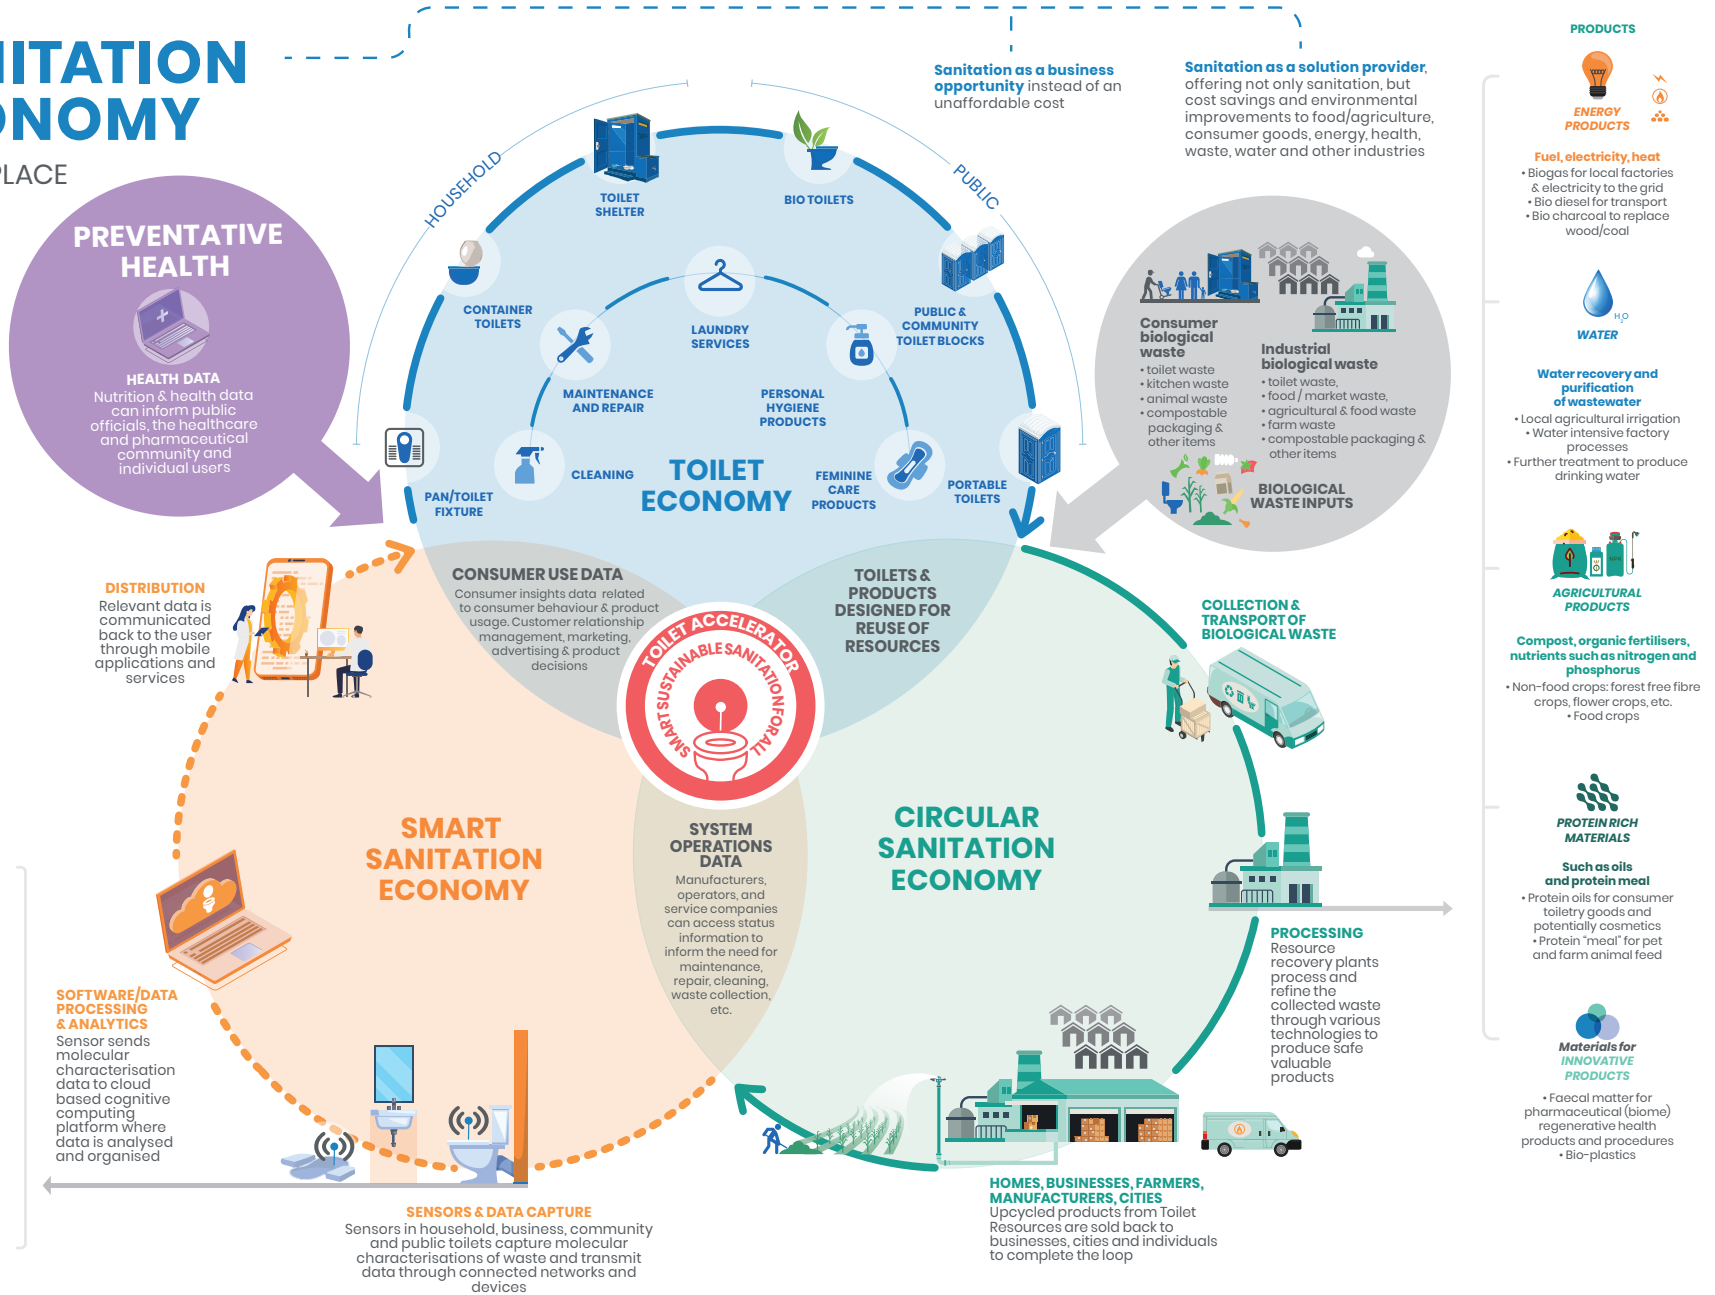 NITATION
ONOMY
PLACE
Sanitation as a business
opportunity instead of an
unaffordable cost
Sanitation as a solution provider,
offering not only sanitation, but
cost savings and environmental
improvements to food/agriculture,
consumer goods, energy, health,
waste, water and other industries
PREVENTATIVE
HEALTH
HEALTH DATA
Nutrition & health data
can inform public
officials, the healthcare
and pharmaceutical
community and
individual users
HOUSEHOLD
PUBLIC
TOILET
SHELTER
BIO TOILETS
CONTAINER
TOILETS
PUBLIC &
COMMUNITY
TOILET BLOCKS
LAUNDRY
SERVICES
MAINTENANCE
AND REPAIR
PERSONAL
HYGIENE
PRODUCTS
CLEANING
FEMININE
CARE
PRODUCTS
PAN/TOILET
FIXTURE
PORTABLE
TOILETS
TOILET
ECONOMY
Consumer
biological
waste
• toilet waste
• kitchen waste
• animal waste
• compostable
packaging &
other items
Industrial
biological waste
• toilet waste,
• food / market waste,
• agricultural & food waste
• farm waste
• compostable packaging &
other items
BIOLOGICAL
WASTE INPUTS
CONSUMER USE DATA
Consumer insights data related
to consumer behaviour & product
usage. Customer relationship
management, marketing,
advertising & product
decisions
TOILETS &
PRODUCTS
DESIGNED FOR
REUSE OF
RESOURCES
TOILET ACCELERATOR
SMART SUSTAINABLE SANITATION FOR ALL
DISTRIBUTION
Relevant data is
communicated
back to the user
through mobile
applications and
services
COLLECTION &
TRANSPORT OF
BIOLOGICAL WASTE
SMART
SANITATION
ECONOMY
SYSTEM
OPERATIONS
DATA
Manufacturers,
operators, and
service companies
can access status
information to
inform the need for
maintenance,
repair, cleaning,
waste collection,
etc.
CIRCULAR
SANITATION
ECONOMY
PROCESSING
Resource
recovery plants
process and
refine the
collected waste
through various
technologies to
produce safe
valuable
products
SOFTWARE/DATA
PROCESSING
& ANALYTICS
Sensor sends
molecular
characterisation
data to cloud
based cognitive
computing
platform where
data is analysed
and organised
SENSORS & DATA CAPTURE
Sensors in household, business, community
and public toilets capture molecular
characterisations of waste and transmit
data through connected networks and
devices
HOMES, BUSINESSES, FARMERS,
MANUFACTURERS, CITIES
Upcycled products from Toilet
Resources are sold back to
businesses, cities and individuals
to complete the loop
PRODUCTS
ENERGY
PRODUCTS
Fuel, electricity, heat
• Biogas for local factories
& electricity to the grid
• Bio diesel for transport
• Bio charcoal to replace
wood/coal
H2O
WATER
Water recovery and
purification
of wastewater
• Local agricultural irrigation
• Water intensive factory
processes
• Further treatment to produce
drinking water
AGRICULTURAL
PRODUCTS
Compost, organic fertilisers,
nutrients such as nitrogen and
phosphorus
• Non-food crops: forest free fibre
crops, flower crops, etc.
• Food crops
PROTEIN RICH
MATERIALS
Such as oils
and protein meal
• Protein oils for consumer
toiletry goods and
potentially cosmetics
• Protein "meal" for pet
and farm animal feed
Materials for
INNOVATIVE
PRODUCTS
• Faecal matter for
pharmaceutical (biome)
regenerative health
products and procedures
• Bio-plastics